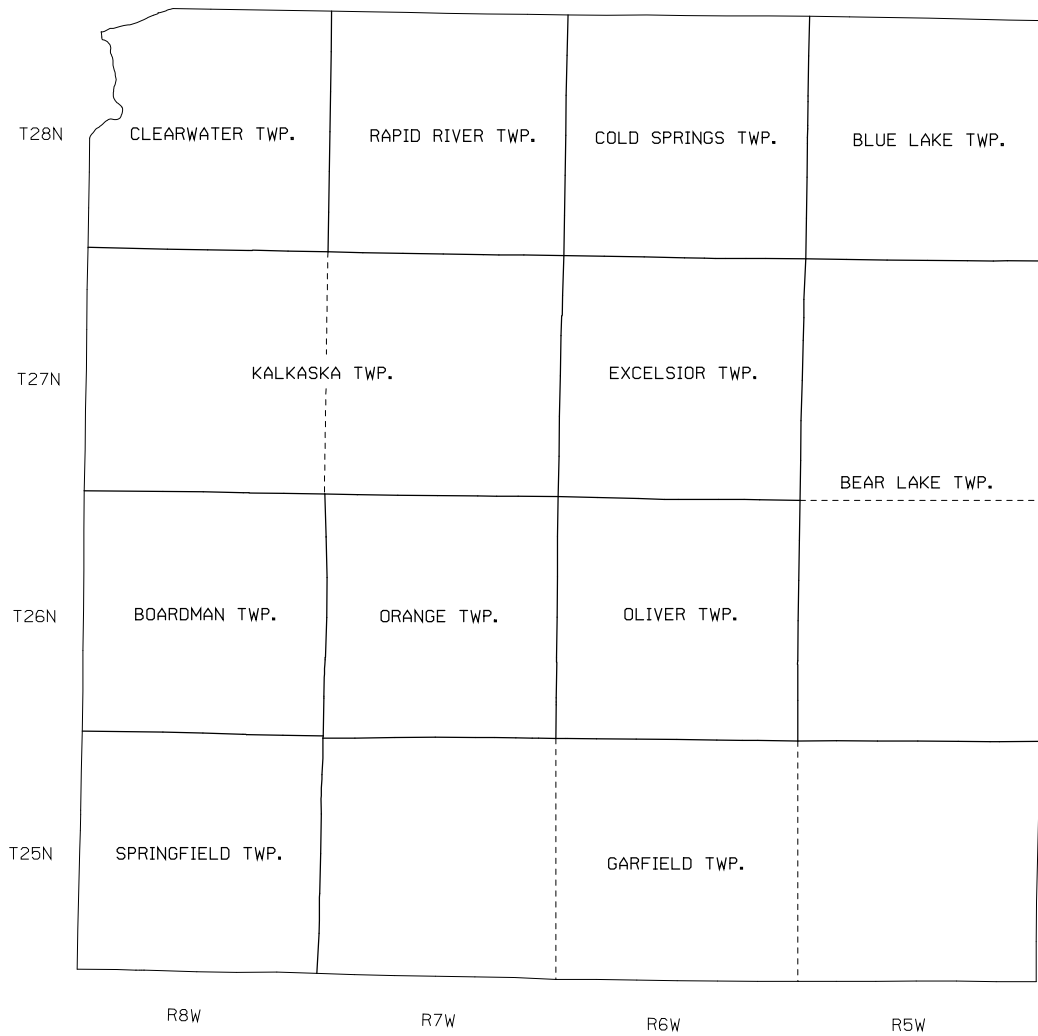 T28N
CLEARWATER TWP.
RAPID RIVER TWP.
COLD SPRINGS TWP.
BLUE LAKE TWP.
T27N
KALKASKA TWP.
EXCELSIOR TWP.
BEAR LAKE TWP.
T26N
BOARDMAN TWP.
ORANGE TWP.
OLIVER TWP.
T25N
SPRINGFIELD TWP.
GARFIELD TWP.
R8W
R7W
R6W
R5W